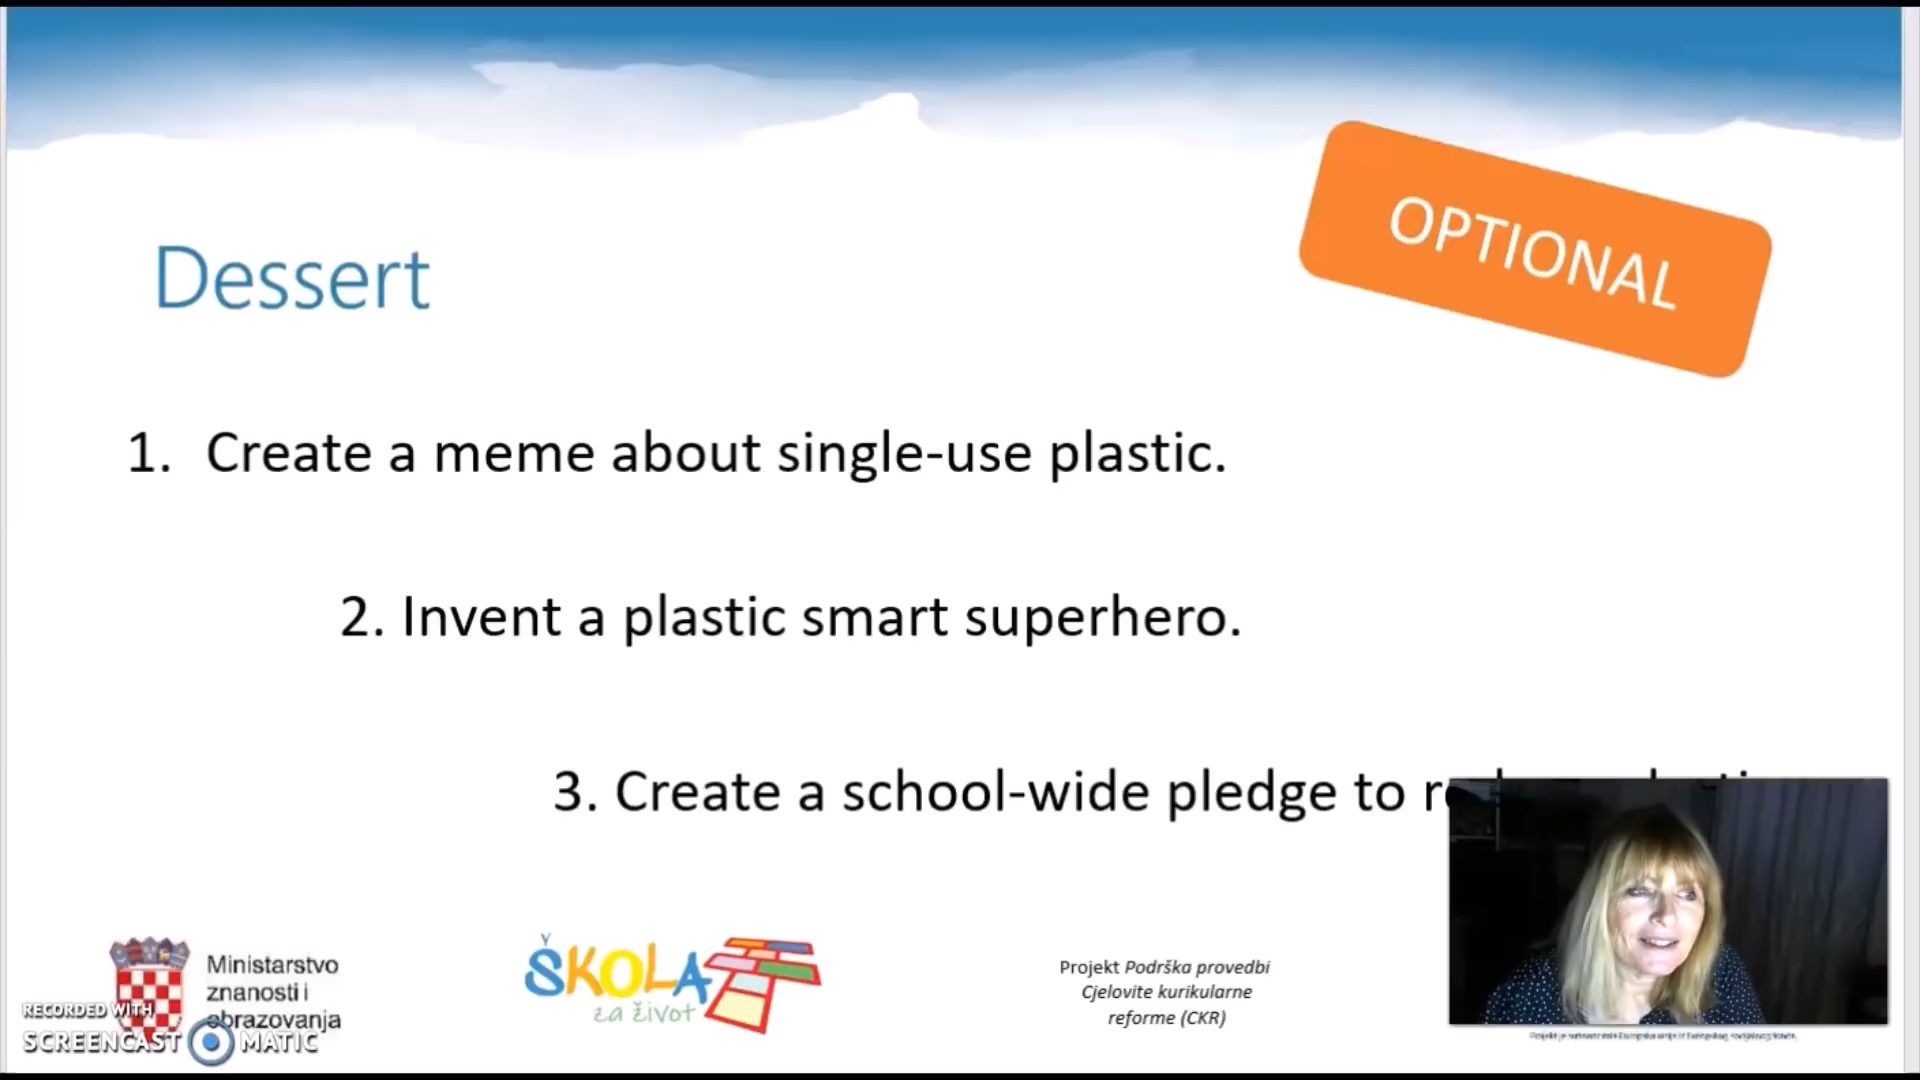 OPTIONAL
Dessert
1. Create a meme about single-use plastic.
2. Invent a plastic smart superhero.
3. Create a school-wide pledge to
Ministarstvo
znanosti i
obrazovanja
ŠKOLA
za život
Projekt Podrška provedbi
Cjelovite kurikularne
reforme (CKR)
RECORDED WITH
SCREENCAST MATIC